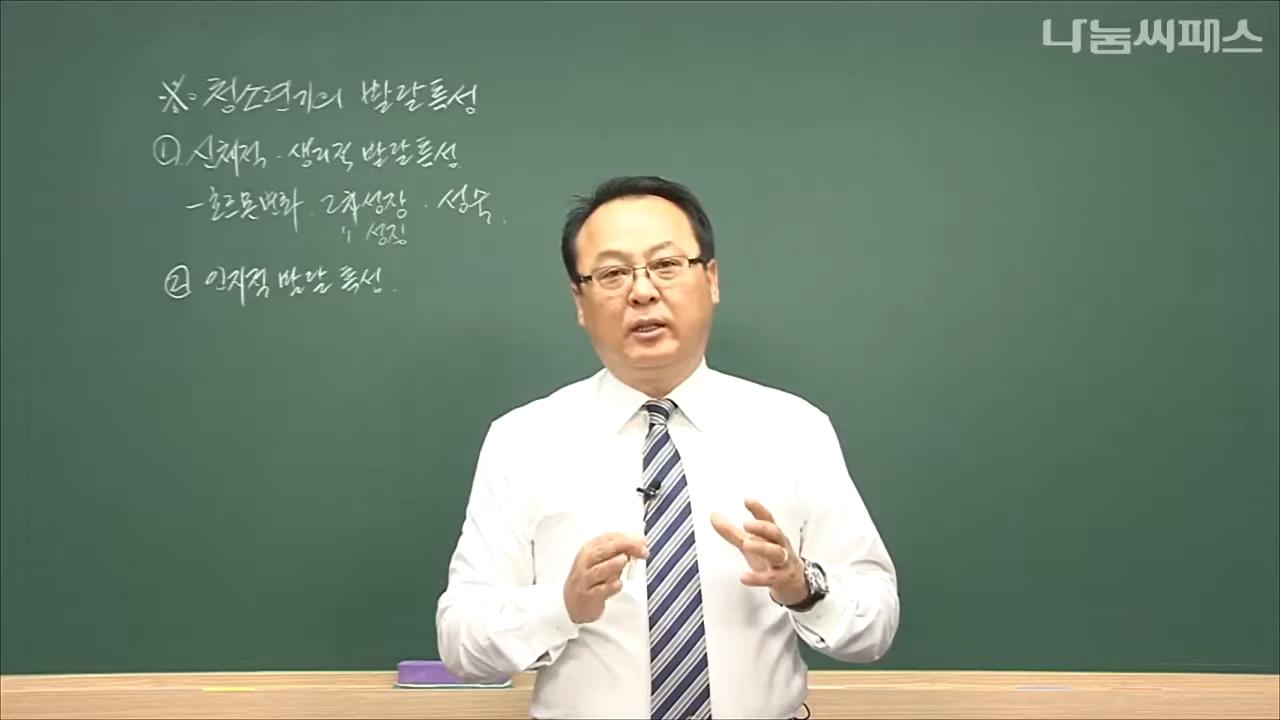 나눔씨패스
※ 청소년기의 발달특성
① 신체적 · 생리적 발달특성.
- 호르몬변화. 2차성장 · 성숙.
〃 성징
② 인지적 발달 특성.